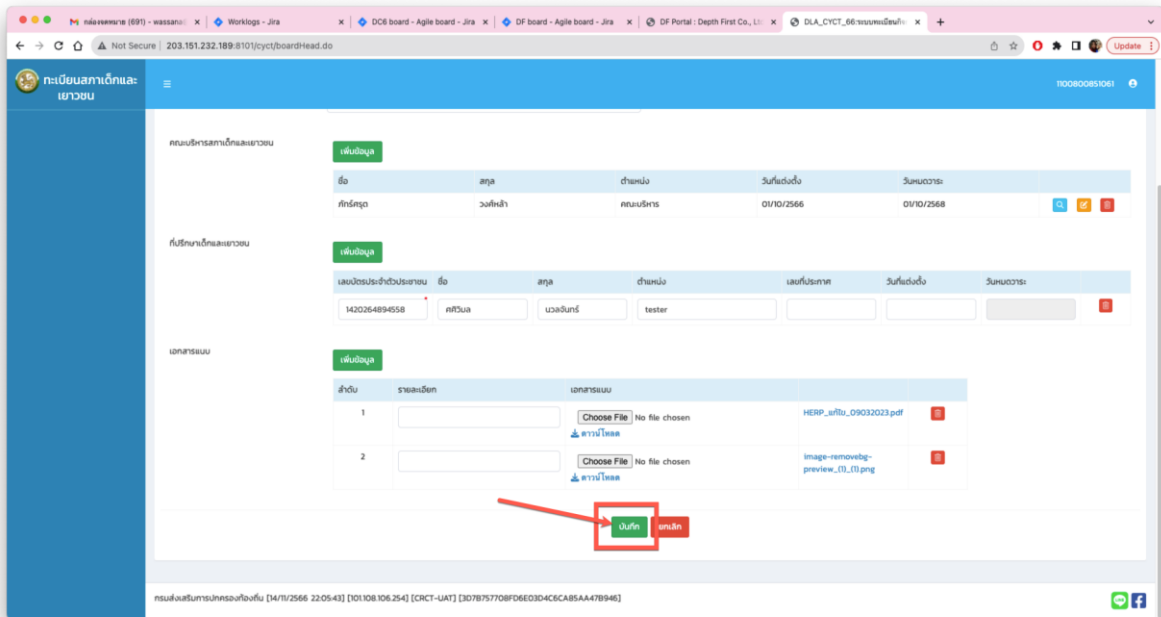 กล่องจดหมาย (691) - wassana
Worklogs - Jira
DC6 board - Agile board - Jira
DF board - Agile board - Jira
DF Portal : Depth First Co., Lt
DLA_CYCT_66:ระบบทะเบียนกิจ
Not Secure | 203.151.232.189:8101/cyct/boardHead.do
Update
ทะเบียนสภาเด็กและ
เยาวชน
1100800851061
คณะบริหารสภาเด็กและเยาวชน
เพิ่มข้อมูล
ชื่อ สกุล ตำแหน่ง วันที่แต่งตั้ง วันหมดวาระ
ภัทร์ศรุต วงศ์หล้า คณะบริหาร 01/10/2566 01/10/2568
ที่ปรึกษาเด็กและเยาวชน
เพิ่มข้อมูล
เลขบัตรประจำตัวประชาชน ชื่อ สกุล ตำแหน่ง เลขที่ประกาศ วันที่แต่งตั้ง วันหมดวาระ
*
1420264894558 ศศิวิมล นวลจันทร์ tester
เอกสารแนบ
เพิ่มข้อมูล
ลำดับ รายละเอียด เอกสารแนบ
1 Choose File No file chosen HERP_แก้ไข_09032023.pdf
ดาวน์โหลด
2 Choose File No file chosen image-removebg-
preview_(1)_(1).png
ดาวน์โหลด
บันทึก ยกเลิก
กรมส่งเสริมการปกครองท้องถิ่น [14/11/2566 22:05:43] [101.108.106.254] [CRCT-UAT] [3D7B757708FD6E03D4C6CA85AA47B946]
LINE